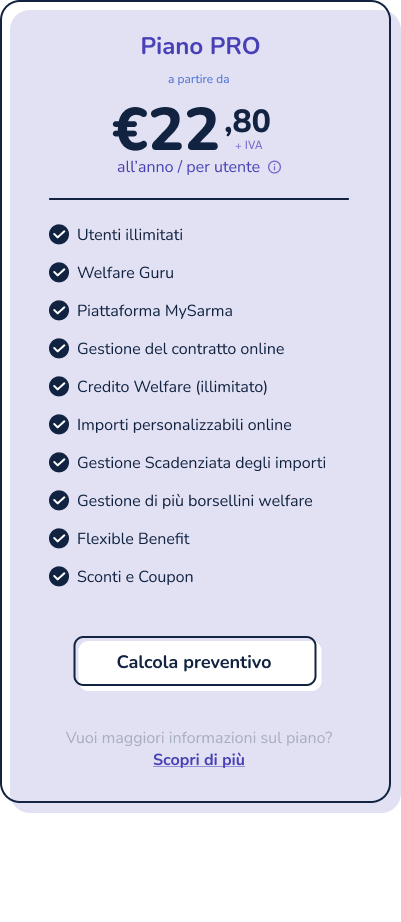 Piano PRO
a partire da
€22,80
+ IVA
all'anno / per utente
Utenti illimitati
Welfare Guru
Piattaforma MySarma
Gestione del contratto online
Credito Welfare (illimitato)
Importi personalizzabili online
Gestione Scadenziata degli importi
Gestione di più borsellini welfare
Flexible Benefit
Sconti e Coupon
Calcola preventivo
Vuoi maggiori informazioni sul piano?
Scopri di più